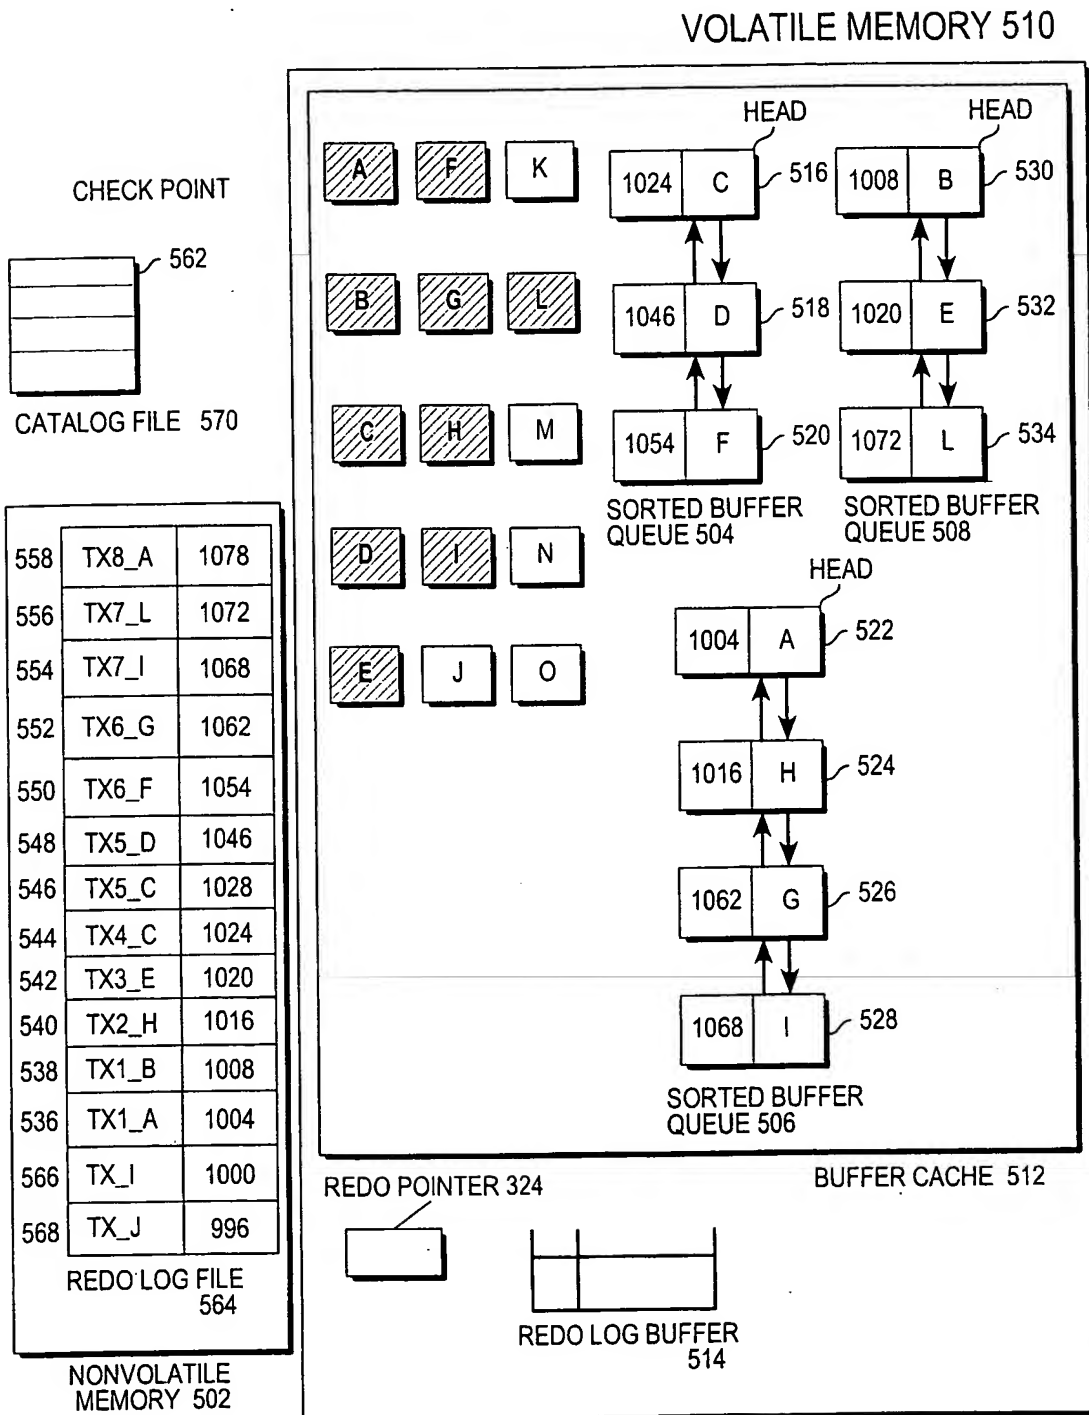 VOLATILE MEMORY 510
CHECK POINT
562
CATALOG FILE 570
A F K
B G L
C H M
D I N
E J O
HEAD
1024 C 516
1046 D 518
1054 F 520
SORTED BUFFER
QUEUE 504
HEAD
1008 B 530
1020 E 532
1072 L 534
SORTED BUFFER
QUEUE 508
HEAD
1004 A 522
1016 H 524
1062 G 526
1068 I 528
SORTED BUFFER
QUEUE 506
558 TX8_A 1078
556 TX7_L 1072
554 TX7_I 1068
552 TX6_G 1062
550 TX6_F 1054
548 TX5_D 1046
546 TX5_C 1028
544 TX4_C 1024
542 TX3_E 1020
540 TX2_H 1016
538 TX1_B 1008
536 TX1_A 1004
566 TX_I 1000
568 TX_J 996
REDO LOG FILE
564
NONVOLATILE
MEMORY 502
BUFFER CACHE 512
REDO POINTER 324
REDO LOG BUFFER
514